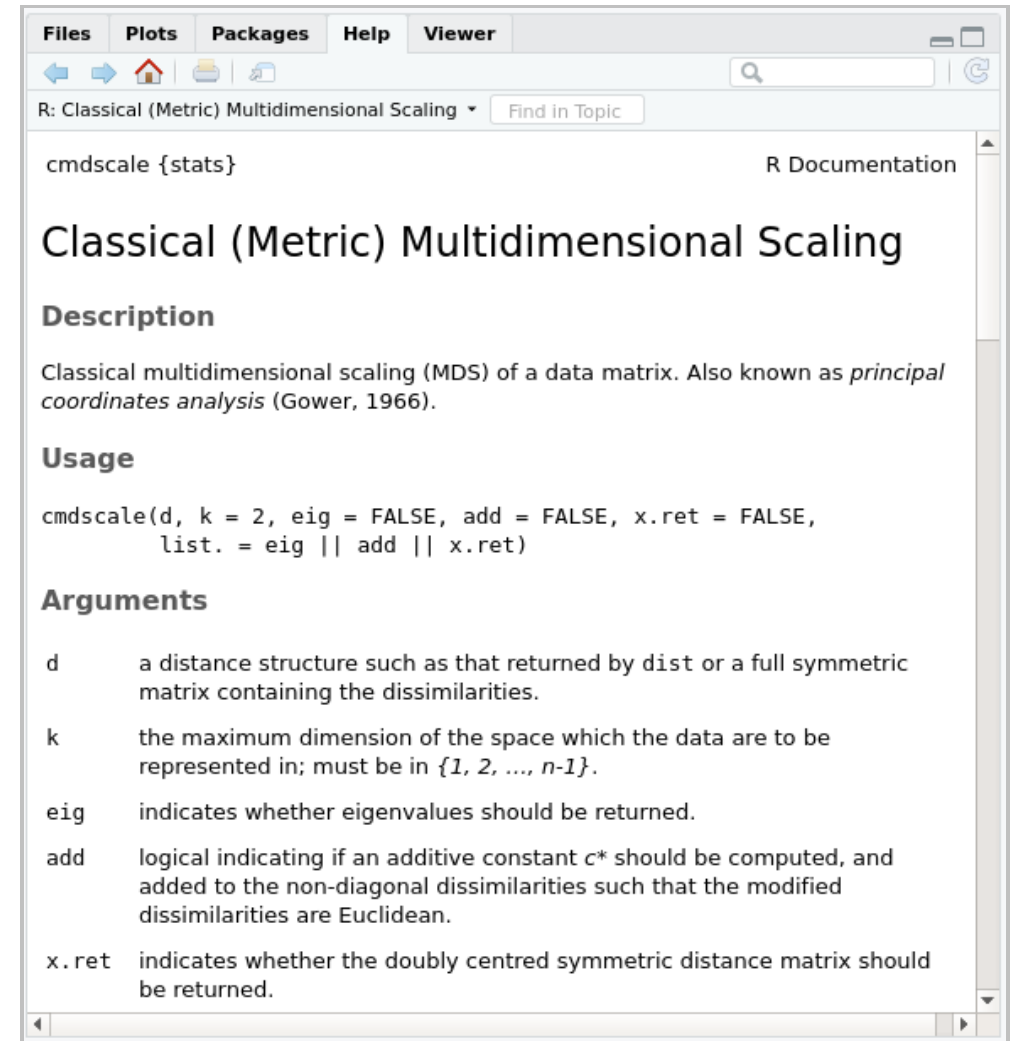 Files Plots Packages Help Viewer
R: Classical (Metric) Multidimensional Scaling Find in Topic
cmdscale {stats} R Documentation
Classical (Metric) Multidimensional Scaling
Description
Classical multidimensional scaling (MDS) of a data matrix. Also known as principal
coordinates analysis (Gower, 1966).
Usage
cmdscale(d, k = 2, eig = FALSE, add = FALSE, x.ret = FALSE,
list. = eig || add || x.ret)
Arguments
d a distance structure such as that returned by dist or a full symmetric
matrix containing the dissimilarities.
k the maximum dimension of the space which the data are to be
represented in; must be in {1, 2, …, n-1}.
eig indicates whether eigenvalues should be returned.
add logical indicating if an additive constant c* should be computed, and
added to the non-diagonal dissimilarities such that the modified
dissimilarities are Euclidean.
x.ret indicates whether the doubly centred symmetric distance matrix should
be returned.